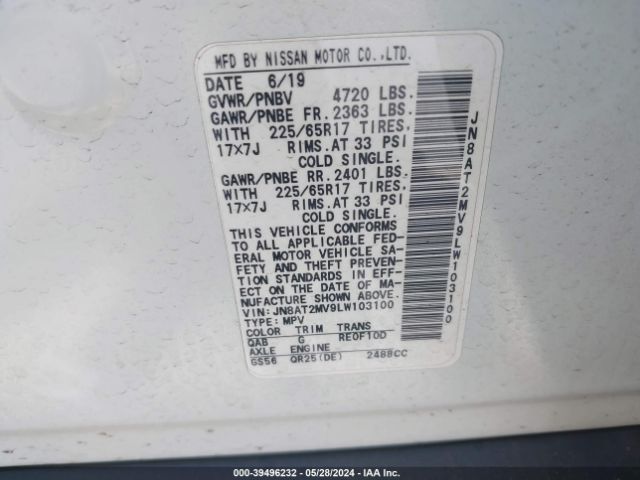 MFD BY NISSAN MOTOR CO.,LTD.
DATE 6/19
GVWR/PNBV 4720 LBS.
GAWR/PNBE FR. 2363 LBS.
WITH 225/65R17 TIRES,
17X7J RIMS.AT 33 PSI
COLD SINGLE.
GAWR/PNBE RR. 2401 LBS.
WITH 225/65R17 TIRES,
17X7J RIMS.AT 33 PSI
COLD SINGLE.
THIS VEHICLE CONFORMS
TO ALL APPLICABLE FED-
ERAL MOTOR VEHICLE SA-
FETY AND THEFT PREVEN-
TION STANDARDS IN EFF-
ECT ON THE DATE OF MA-
NUFACTURE SHOWN ABOVE.
VIN: JN8AT2MV9LW103100
TYPE: MPV
COLOR TRIM TRANS
QAB G RE0F10D
AXLE ENGINE
GS56 QR25(DE) 2488CC
JN8AT2MV9LW103100
000-39496232 - 05/28/2024 - IAA Inc.